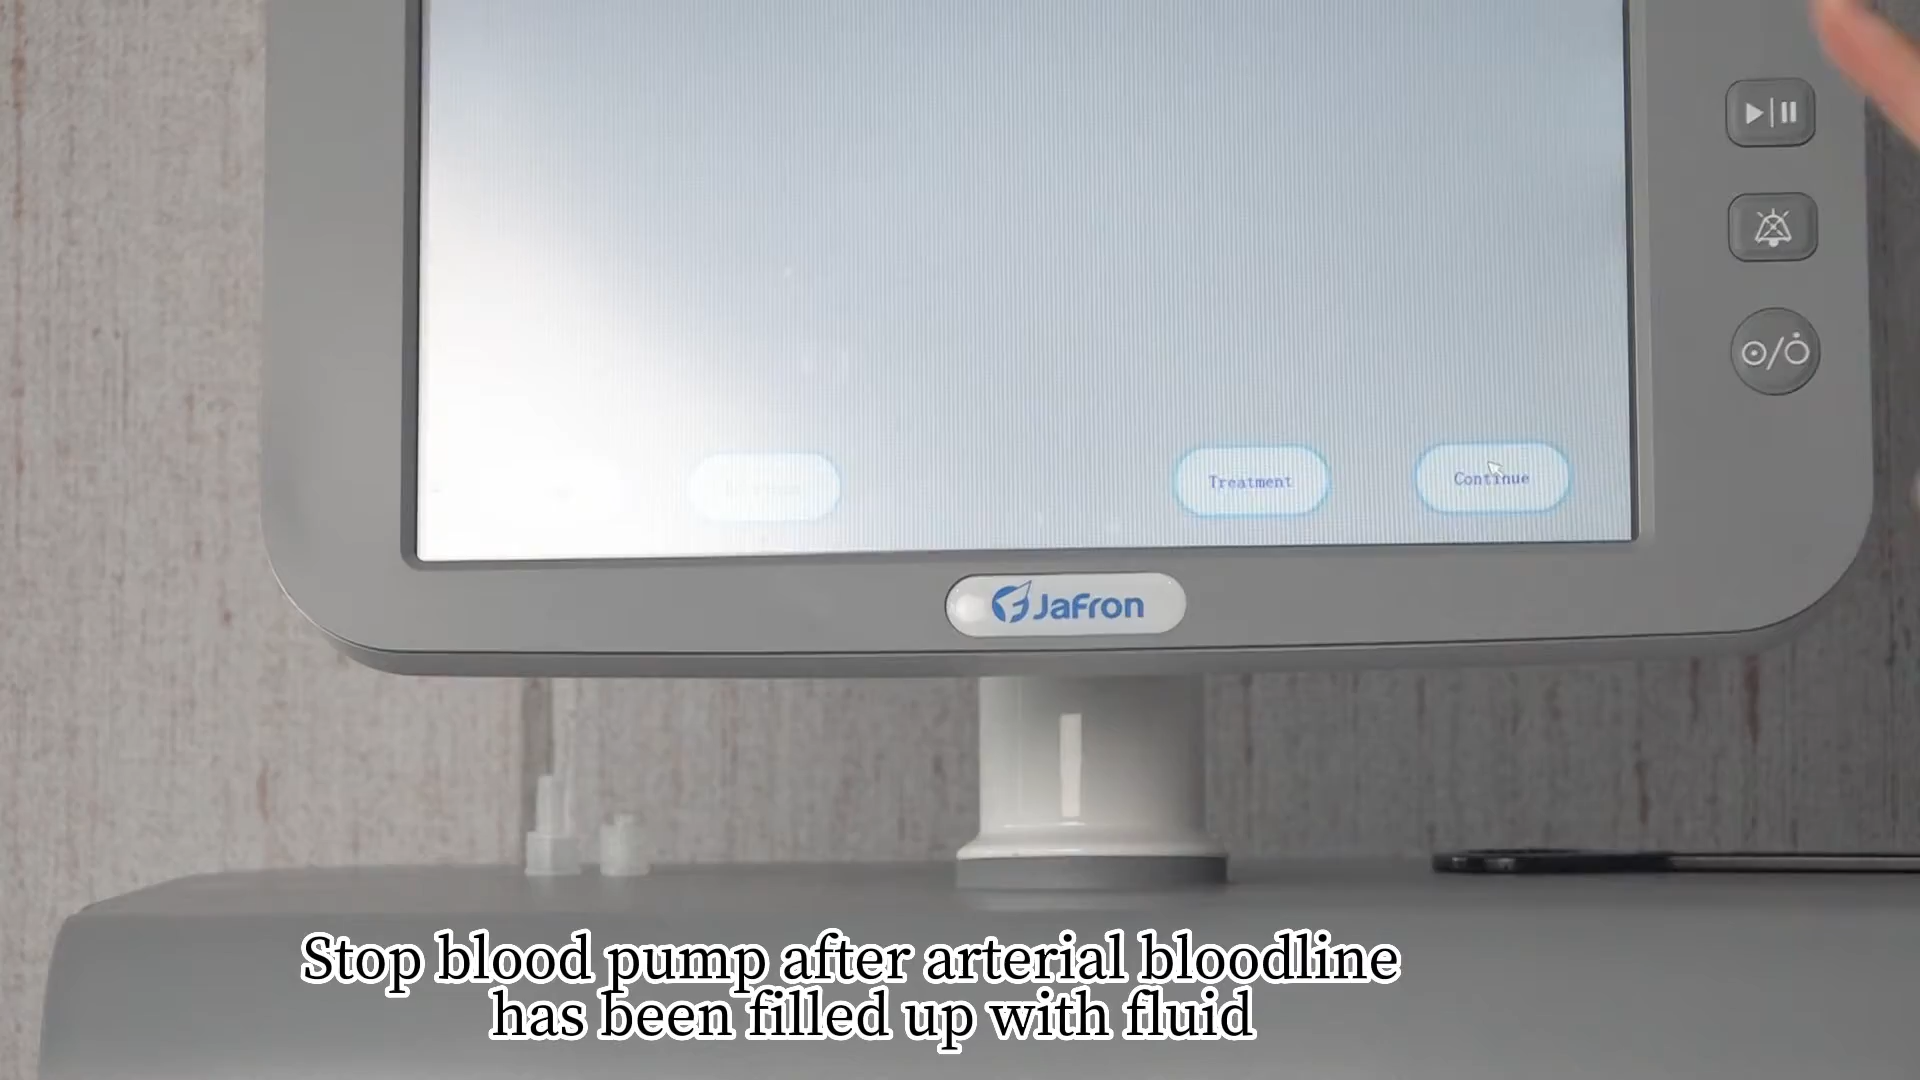 Treatment
Continue
Jafron
Stop blood pump after arterial bloodline
has been filled up with fluid